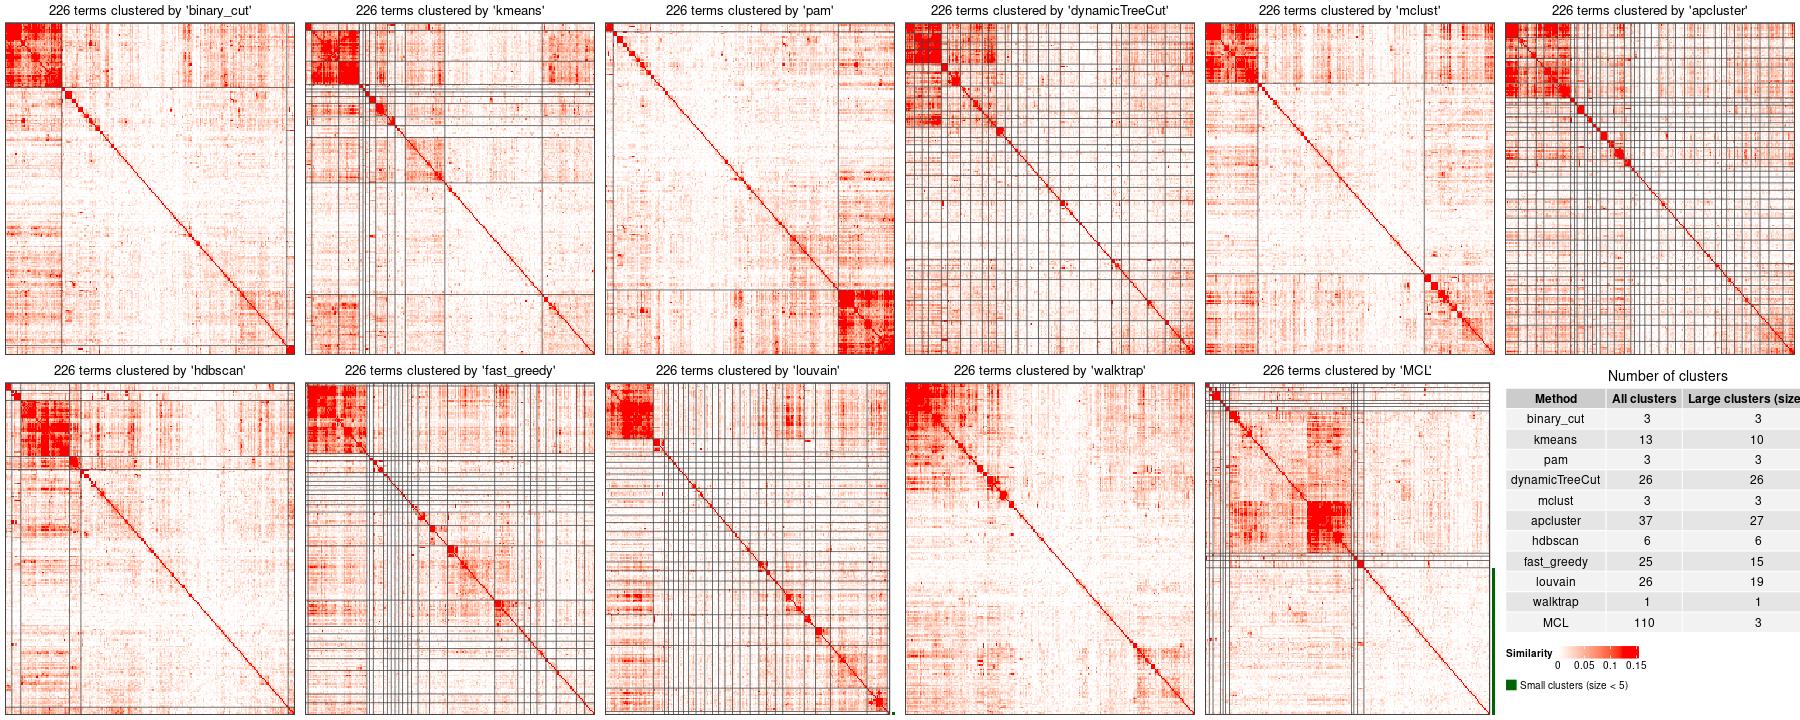 226 terms clustered by 'binary_cut'
226 terms clustered by 'kmeans'
226 terms clustered by 'pam'
226 terms clustered by 'dynamicTreeCut'
226 terms clustered by 'mclust'
226 terms clustered by 'apcluster'
226 terms clustered by 'hdbscan'
226 terms clustered by 'fast_greedy'
226 terms clustered by 'louvain'
226 terms clustered by 'walktrap'
226 terms clustered by 'MCL'
Number of clusters
Method All clusters Large clusters (size
binary_cut 3 3
kmeans 13 10
pam 3 3
dynamicTreeCut 26 26
mclust 3 3
apcluster 37 27
hdbscan 6 6
fast_greedy 25 15
louvain 26 19
walktrap 1 1
MCL 110 3
Similarity
0 0.05 0.1 0.15
Small clusters (size < 5)